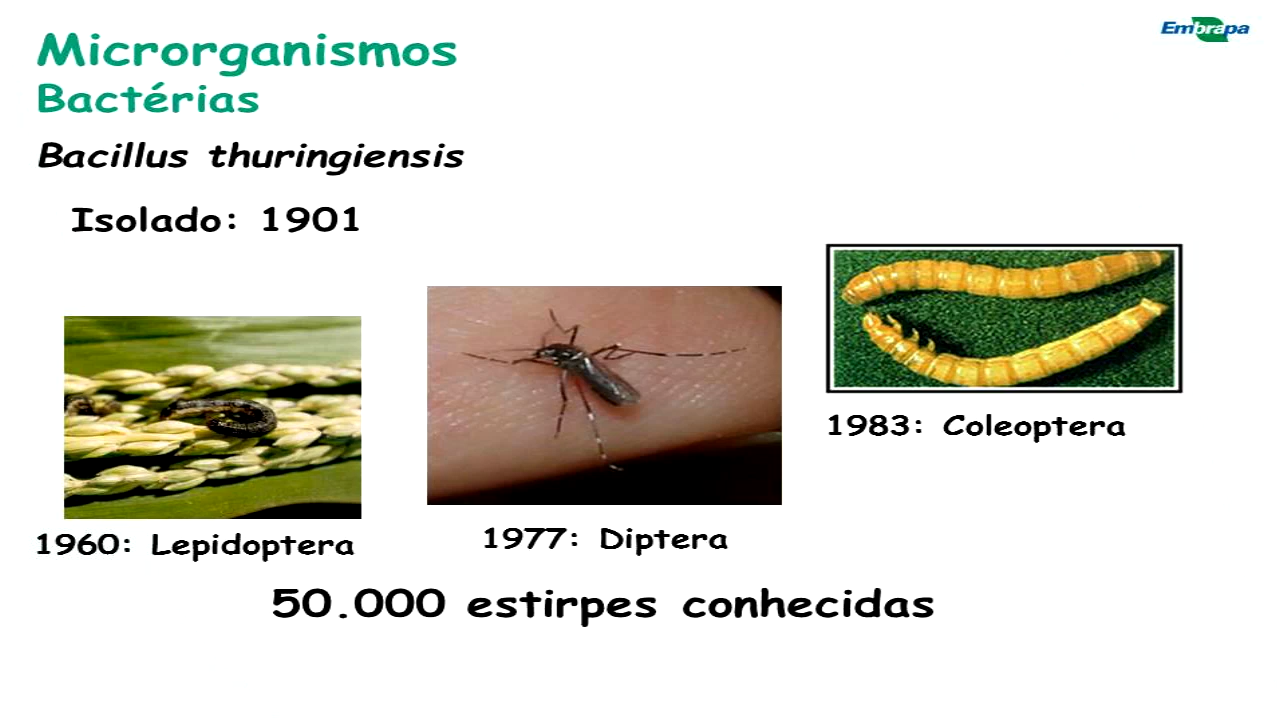 Microrganismos
Embrapa
Bactérias
Bacillus thuringiensis
Isolado: 1901
1983: Coleoptera
1960: Lepidoptera
1977: Diptera
50.000 estirpes conhecidas